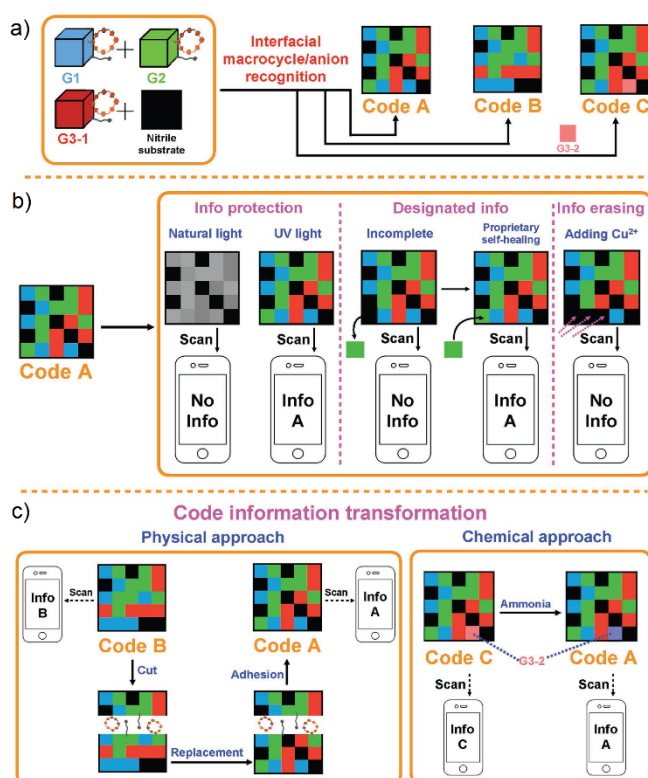 a)
G1
G2
G3-1
Nitrile
substrate
Interfacial
macrocycle/anion
recognition
Code A
Code B
Code C
G3-2
b)
Info protection
Designated info
Info erasing
Natural light
UV light
Incomplete
Proprietary
self-healing
Adding Cu²⁺
Code A
Scan
Scan
Scan
Scan
Scan
No
Info
Info
A
No
Info
Info
A
No
Info
c)
Code information transformation
Physical approach
Chemical approach
Info
B
Scan
Code B
Cut
Replacement
Adhesion
Code A
Scan
Info
A
Ammonia
Code C
G3-2
Code A
Scan
Scan
Info
C
Info
A